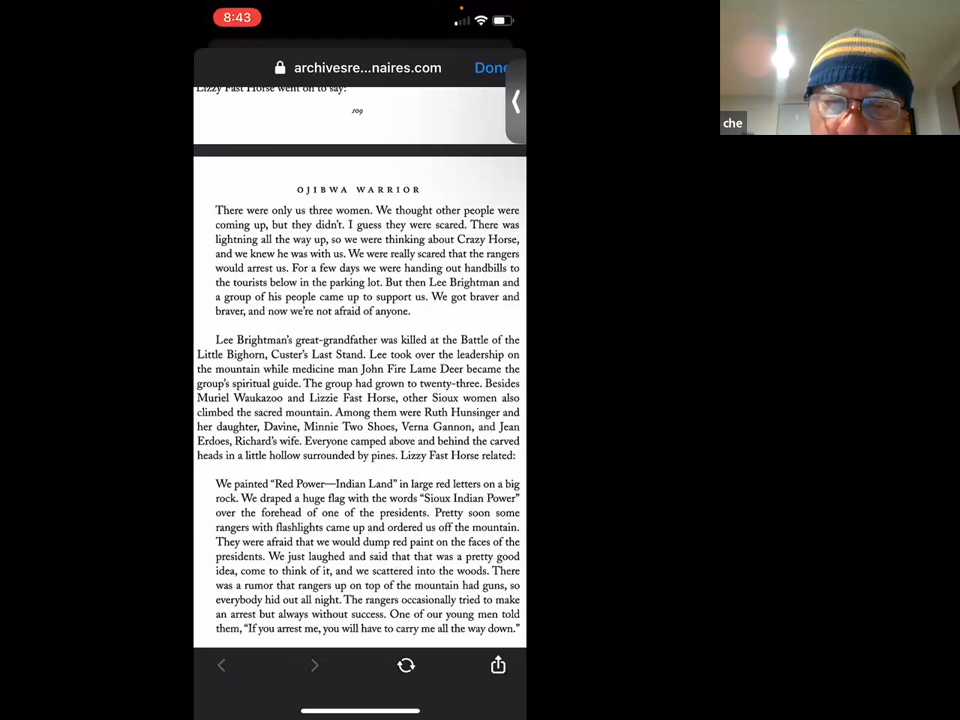 8:43
archivesre...naires.com
Done
Lizzy Fast Horse went on to say:
109
OJIBWA WARRIOR
There were only us three women. We thought other people were
coming up, but they didn't. I guess they were scared. There was
lightning all the way up, so we were thinking about Crazy Horse,
and we knew he was with us. We were really scared that the rangers
would arrest us. For a few days we were handing out handbills to
the tourists below in the parking lot. But then Lee Brightman and
a group of his people came up to support us. We got braver and
braver, and now we're not afraid of anyone.
Lee Brightman's great-grandfather was killed at the Battle of the
Little Bighorn, Custer's Last Stand. Lee took over the leadership on
the mountain while medicine man John Fire Lame Deer became the
group's spiritual guide. The group had grown to twenty-three. Besides
Muriel Waukazoo and Lizzie Fast Horse, other Sioux women also
climbed the sacred mountain. Among them were Ruth Hunsinger and
her daughter, Davine, Minnie Two Shoes, Verna Gannon, and Jean
Erdoes, Richard's wife. Everyone camped above and behind the carved
heads in a little hollow surrounded by pines. Lizzy Fast Horse related:
We painted “Red Power—Indian Land” in large red letters on a big
rock. We draped a huge flag with the words “Sioux Indian Power”
over the forehead of one of the presidents. Pretty soon some
rangers with flashlights came up and ordered us off the mountain.
They were afraid that we would dump red paint on the faces of the
presidents. We just laughed and said that that was a pretty good
idea, come to think of it, and we scattered into the woods. There
was a rumor that rangers up on top of the mountain had guns, so
everybody hid out all night. The rangers occasionally tried to make
an arrest but always without success. One of our young men told
them, “If you arrest me, you will have to carry me all the way down.”
che